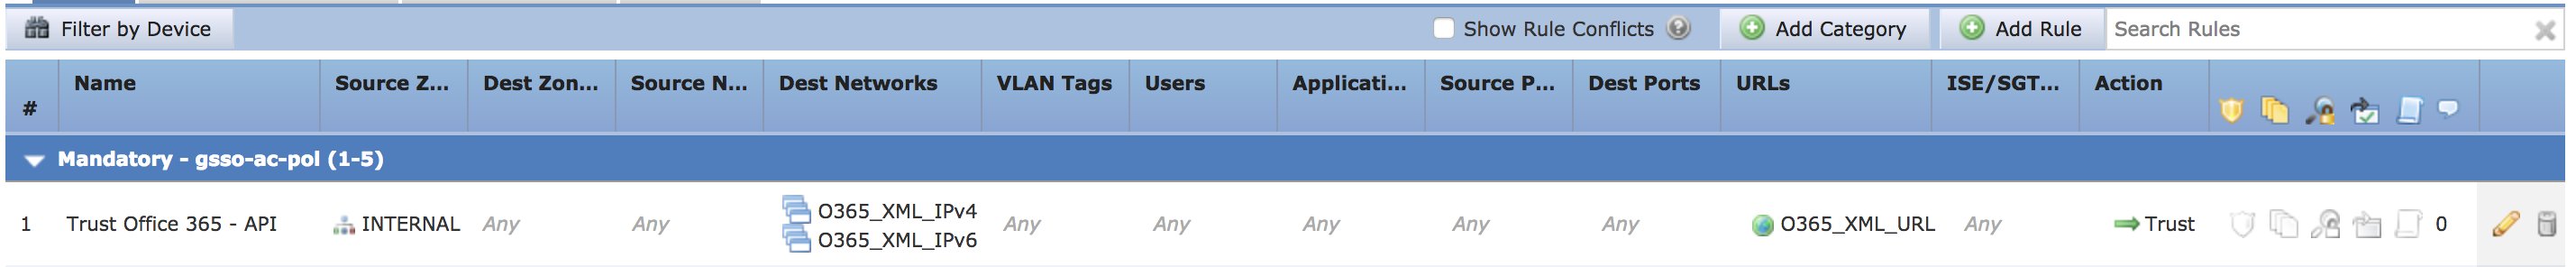 Filter by Device Show Rule Conflicts Add Category Add Rule Search Rules
# Name Source Z... Dest Zon... Source N... Dest Networks VLAN Tags Users Applicati... Source P... Dest Ports URLs ISE/SGT... Action
Mandatory - gsso-ac-pol (1-5)
1 Trust Office 365 - API INTERNAL Any Any O365_XML_IPv4 Any Any Any Any Any O365_XML_URL Any Trust 0
O365_XML_IPv6